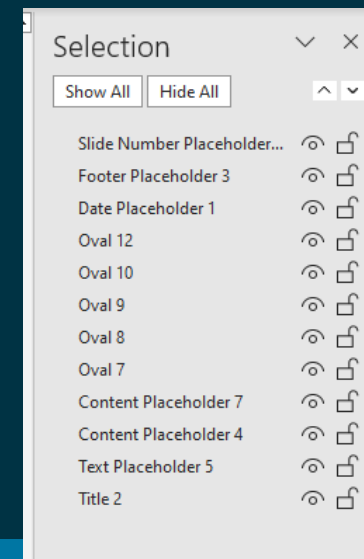 Selection
Show All Hide All
Slide Number Placeholder...
Footer Placeholder 3
Date Placeholder 1
Oval 12
Oval 10
Oval 9
Oval 8
Oval 7
Content Placeholder 7
Content Placeholder 4
Text Placeholder 5
Title 2